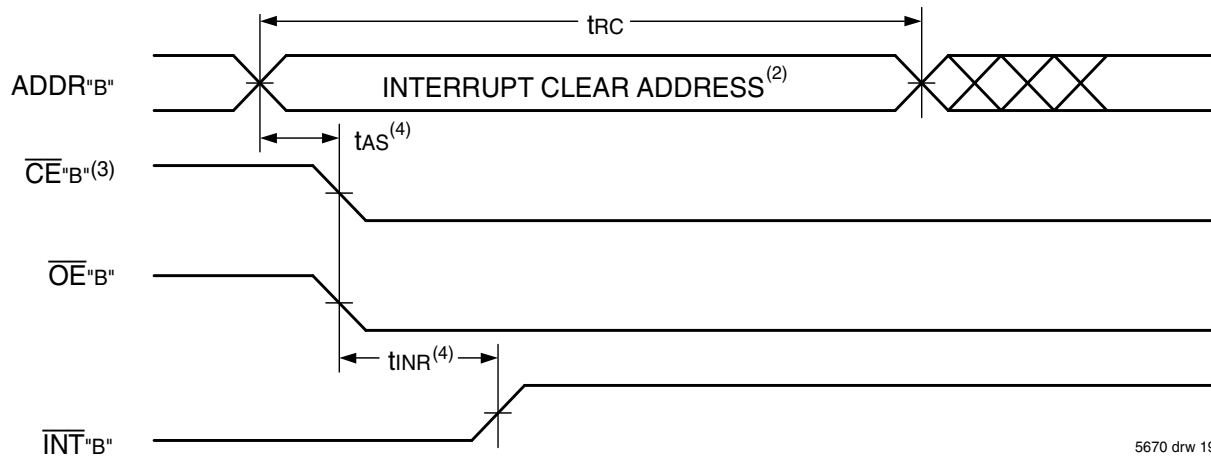 tRC
ADDR"B"
INTERRUPT CLEAR ADDRESS(2)
tAS(4)
CE"B"(3)
OE"B"
tINR(4)
INT"B"
5670 drw 19